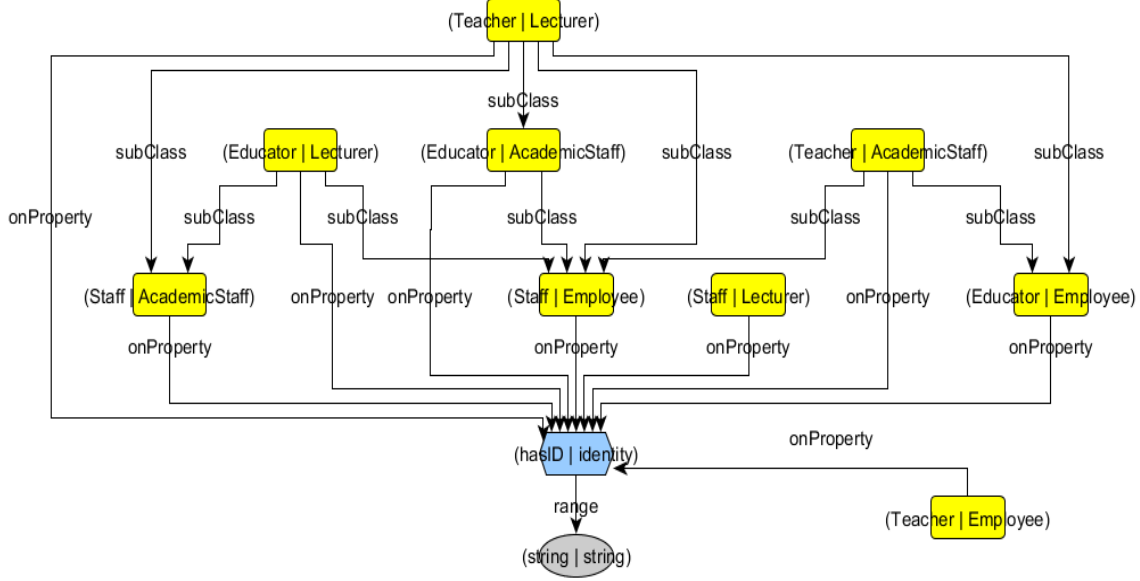 (Teacher | Lecturer)
subClass
subClass
(Educator | Lecturer)
(Educator | AcademicStaff)
subClass
(Teacher | AcademicStaff)
subClass
onProperty
subClass
subClass
subClass
subClass
subClass
(Staff | AcademicStaff)
onProperty
onProperty
(Staff | Employee)
(Staff | Lecturer)
onProperty
(Educator | Employee)
onProperty
onProperty
onProperty
onProperty
(hasID | identity)
onProperty
range
(Teacher | Employee)
(string | string)